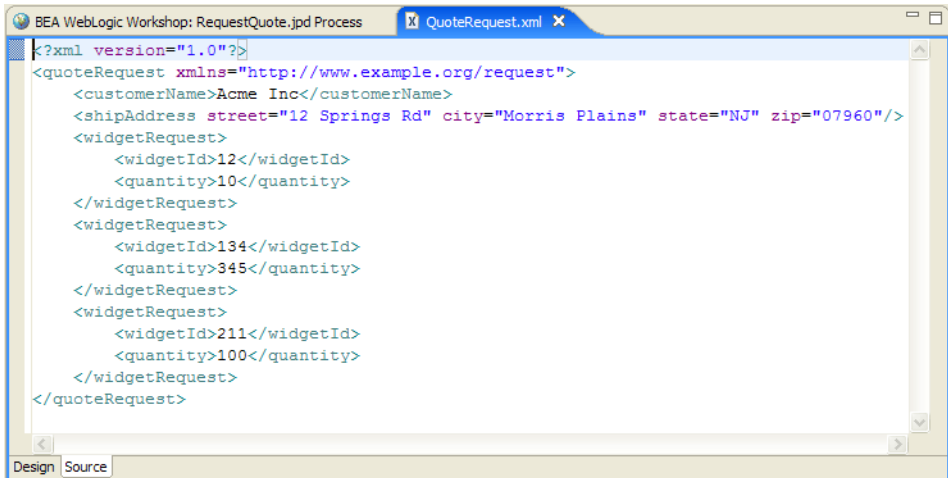 BEA WebLogic Workshop: RequestQuote.jpd Process QuoteRequest.xml
<?xml version="1.0"?>
<quoteRequest xmlns="http://www.example.org/request">
    <customerName>Acme Inc</customerName>
    <shipAddress street="12 Springs Rd" city="Morris Plains" state="NJ" zip="07960"/>
    <widgetRequest>
        <widgetId>12</widgetId>
        <quantity>10</quantity>
    </widgetRequest>
    <widgetRequest>
        <widgetId>134</widgetId>
        <quantity>345</quantity>
    </widgetRequest>
    <widgetRequest>
        <widgetId>211</widgetId>
        <quantity>100</quantity>
    </widgetRequest>
</quoteRequest>
Design Source